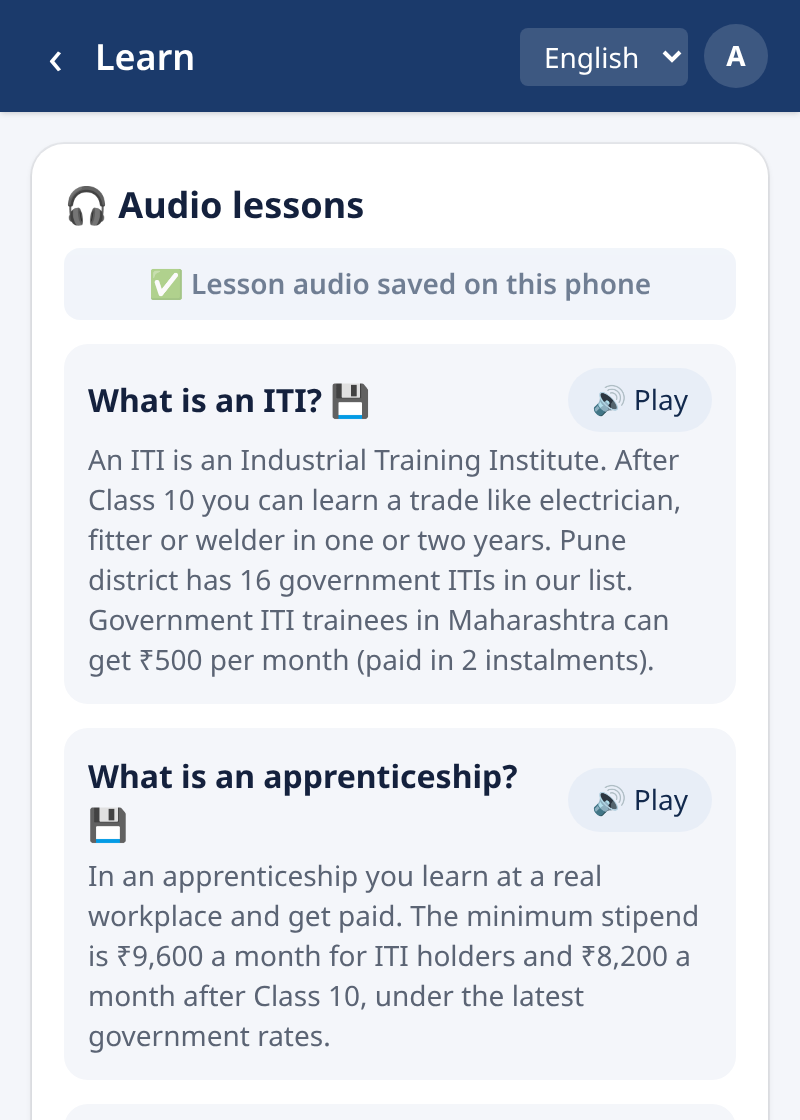 ‹ Learn English A
🎧 Audio lessons
✅ Lesson audio saved on this phone
What is an ITI? 💾 🔊 Play
An ITI is an Industrial Training Institute. After
Class 10 you can learn a trade like electrician,
fitter or welder in one or two years. Pune
district has 16 government ITIs in our list.
Government ITI trainees in Maharashtra can
get ₹500 per month (paid in 2 instalments).
What is an apprenticeship?
💾 🔊 Play
In an apprenticeship you learn at a real
workplace and get paid. The minimum stipend
is ₹9,600 a month for ITI holders and ₹8,200 a
month after Class 10, under the latest
government rates.